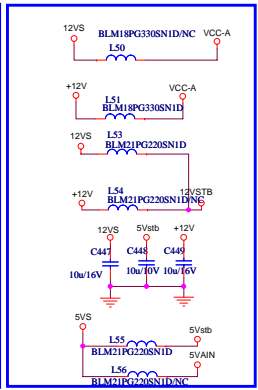 BLM18PG330SN1D/NC
12VS
VCC-A
L50
+12V
VCC-A
L51
BLM18PG330SN1D
12VS
L53
BLM21PG220SN1D
+12V
L54
12VSTB
BLM21PG220SN1D/NC
12VS
5Vstb
+12V
C447
C448
C449
10u/16V
10u/10V
10u/16V
5VS
5Vstb
L55
BLM21PG220SN1D
5VAIN
L56
BLM21PG220SN1D/NC